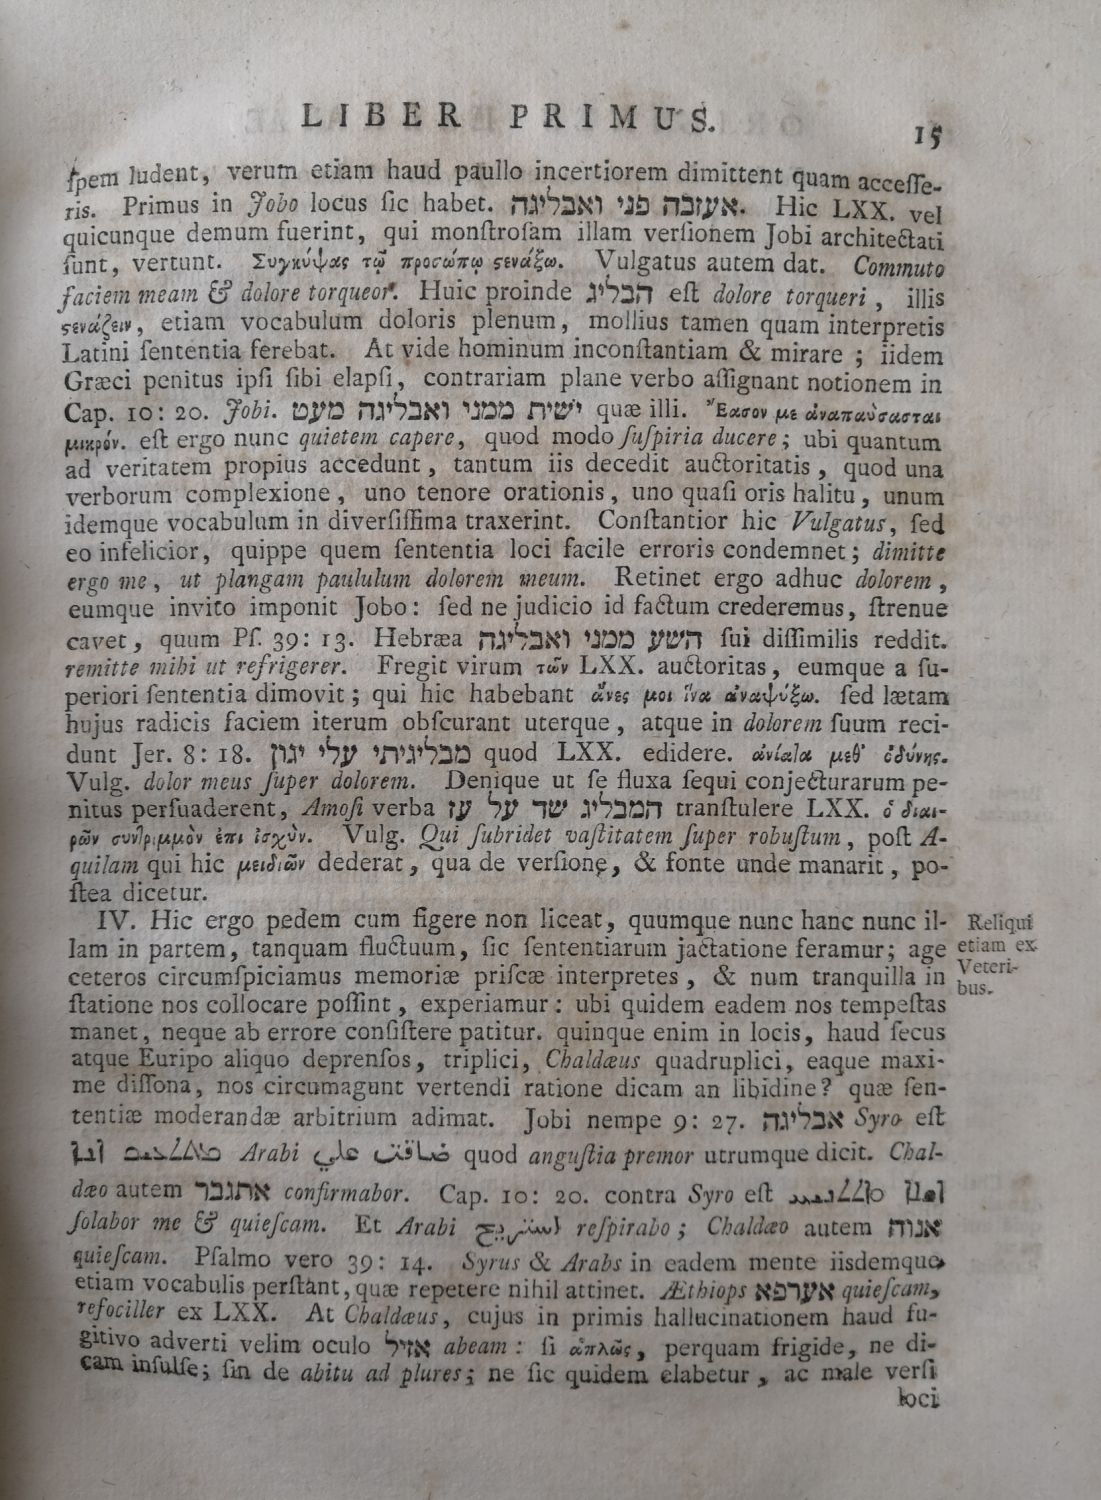 LIBER PRIMUS. 15
ſpem ludent, verum etiam haud paullo incertiorem dimittent quam acceſſe-
ris. Primus in Jobo locus ſic habet. אעזבה פני ואבליגה. Hic LXX. vel
quicunque demum fuerint, qui monſtroſam illam verſionem Jobi architectati
ſunt, vertunt. Συγκύψας τῷ προςώπῳ ςενάξω. Vulgatus autem dat. Commuto
faciem meam & dolore torqueor. Huic proinde הבליג eſt dolore torqueri, illis
ςενάζειν, etiam vocabulum doloris plenum, mollius tamen quam interpretis
Latini ſententia ferebat. At vide hominum inconſtantiam & mirare; iidem
Græci penitus ipſi ſibi elapſi, contrariam plane verbo aſſignant notionem in
Cap. 10: 20. Jobi. ישית ממני ואבליגה מעט quæ illi. Ἔασον με ἀναπαύσασται
μικρόν. eſt ergo nunc quietem capere, quod modo ſuſpiria ducere; ubi quantum
ad veritatem propius accedunt, tantum iis decedit auctoritatis, quod una
verborum complexione, uno tenore orationis, uno quaſi oris halitu, unum
idemque vocabulum in diverſiſſima traxerint. Conſtantior hic Vulgatus, ſed
eo infelicior, quippe quem ſententia loci facile erroris condemnet; dimitte
ergo me, ut plangam paululum dolorem meum. Retinet ergo adhuc dolorem,
eumque invito imponit Jobo: ſed ne judicio id factum crederemus, ſtrenue
cavet, quum Pſ. 39: 13. Hebræa השע ממני ואבליגה ſui diſſimilis reddit.
remitte mihi ut refrigerer. Fregit virum τῶν LXX. auctoritas, eumque a ſu-
periori ſententia dimovit; qui hic habebant ἄνες μοι ἵνα ἀναψύξω. ſed lætam
hujus radicis faciem iterum obſcurant uterque, atque in dolorem ſuum reci-
dunt Jer. 8: 18. מבליגיתי עלי יגון quod LXX. edidere. ἀνίατα μεθ᾽ ὀδύνης.
Vulg. dolor meus ſuper dolorem. Denique ut ſe fluxa ſequi conjecturarum pe-
nitus perſuaderent, Amoſi verba המבליג שד על עז tranſtulere LXX. ὁ διαι-
ρῶν συντριμμὸν ἐπι ἰσχὺν. Vulg. Qui ſubridet vaſtitatem ſuper robuſtum, poſt A-
quilam qui hic μειδιῶν dederat, qua de verſione, & fonte unde manarit, po-
ſtea dicetur.
IV. Hic ergo pedem cum figere non liceat, quumque nunc hanc nunc il-
lam in partem, tanquam fluctuum, ſic ſententiarum jactatione feramur; age
ceteros circumſpiciamus memoriæ priſcæ interpretes, & num tranquilla in
ſtatione nos collocare poſſint, experiamur: ubi quidem eadem nos tempeſtas
manet, neque ab errore conſiſtere patitur. quinque enim in locis, haud ſecus
atque Euripo aliquo deprenſos, triplici, Chaldæus quadruplici, eaque maxi-
me diſſona, nos circumagunt vertendi ratione dicam an libidine? quæ ſen-
tentiæ moderandæ arbitrium adimat. Jobi nempe 9: 27. אבליגה Syro eſt
Arabi ضاقت علي quod anguſtia premor utrumque dicit. Chal-
dæo autem אתגבר confirmabor. Cap. 10: 20. contra Syro eſt
ſolabor me & quieſcam. Et Arabi استريح reſpirabo; Chaldæo autem אנוח
quieſcam. Pſalmo vero 39: 14. Syrus & Arabs in eadem mente iisdemque
etiam vocabulis perſtant, quæ repetere nihil attinet. Æthiops אערפא quieſcam,
refociller ex LXX. At Chaldæus, cujus in primis hallucinationem haud fu-
gitivo adverti velim oculo אזיל abeam: ſi ἁπλῶς, perquam frigide, ne di-
cam inſulſe; ſin de abitu ad plures; ne ſic quidem elabetur, ac male verſi
loci
Reliqui
etiam ex
Veteri-
bus.